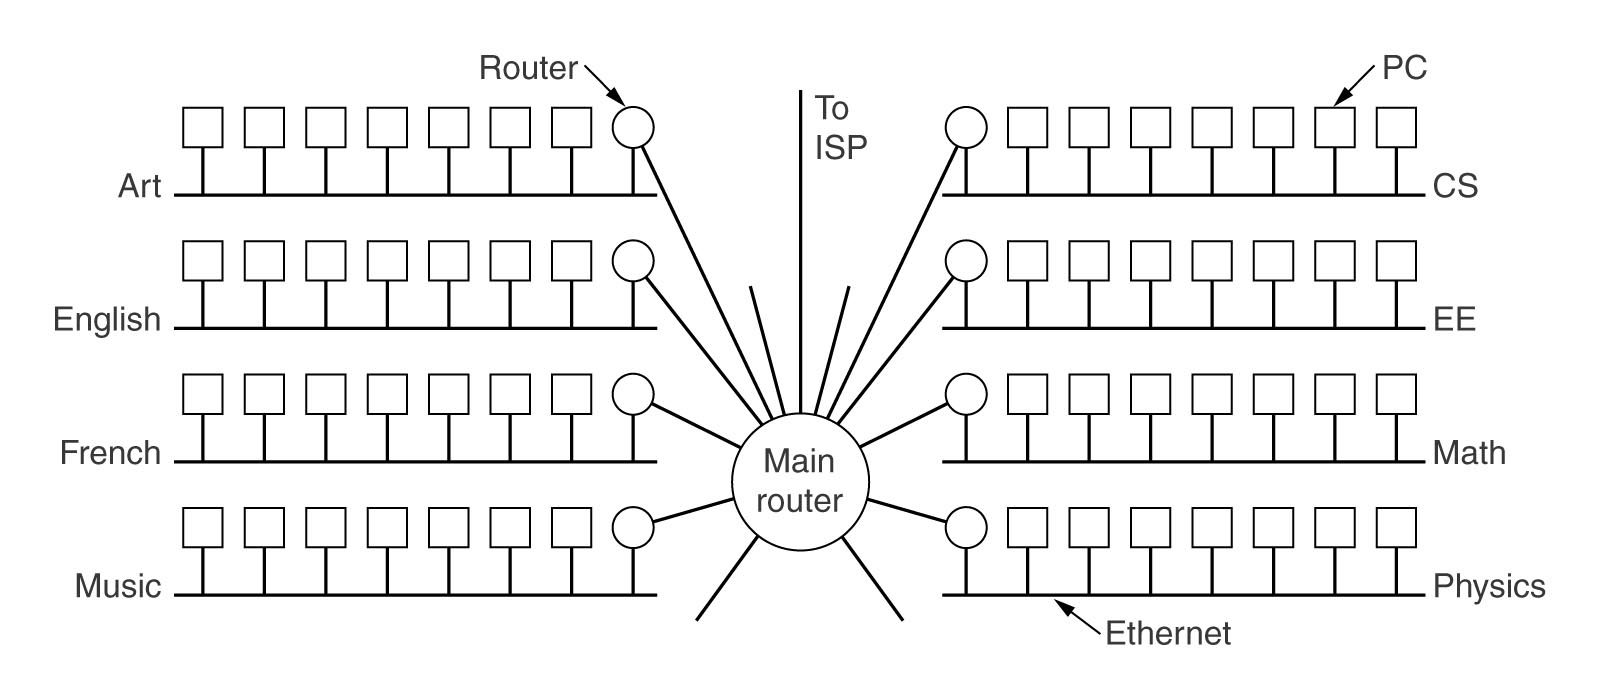 Router
PC
To
ISP
Art
CS
English
EE
French
Math
Main
router
Music
Physics
Ethernet